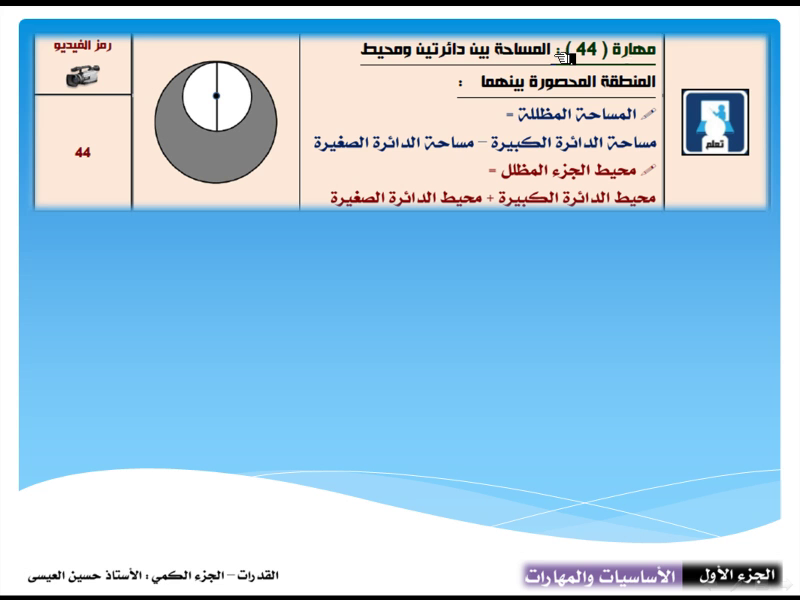 مهارة ( 44 ) : المساحة بين دائرتين ومحيط
المنطقة المحصورة بينهما :
المساحة المظللة =
مساحة الدائرة الكبيرة – مساحة الدائرة الصغيرة
محيط الجزء المظلل =
محيط الدائرة الكبيرة + محيط الدائرة الصغيرة
تعلم
رمز الفيديو
44
الجزء الأول
الأساسيات والمهارات
القدرات – الجزء الكمي : الأستاذ حسين العيسى